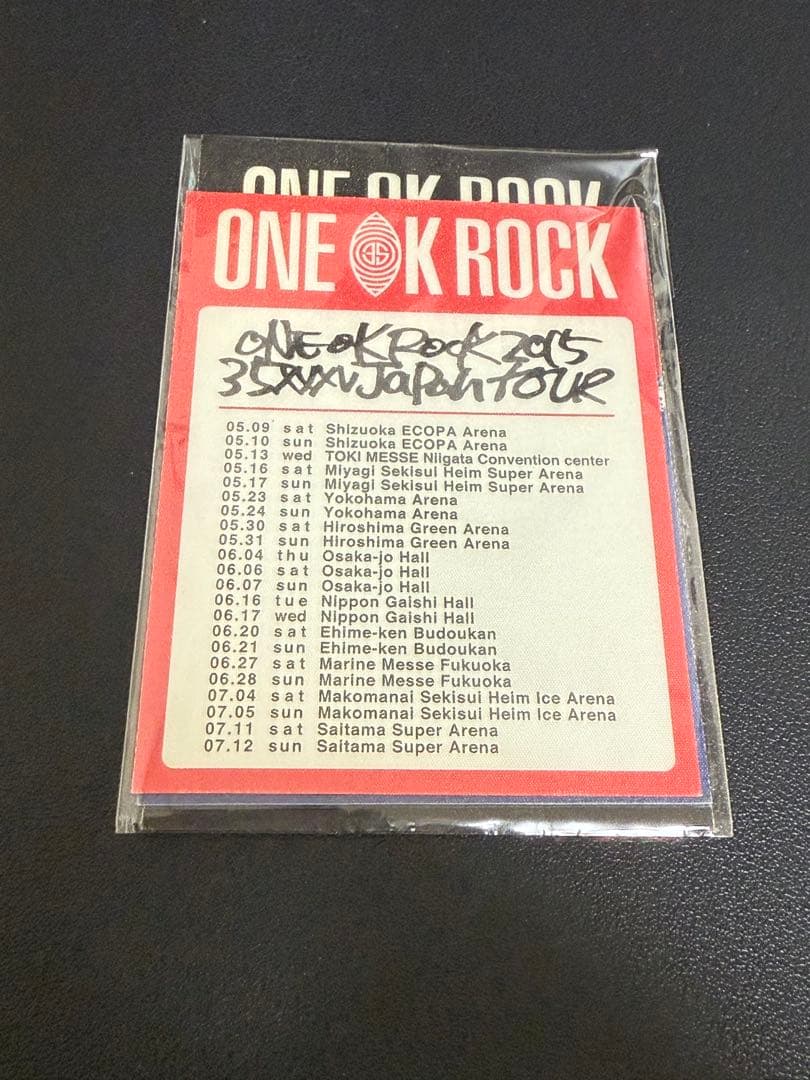 ONE OK ROCK
ONE OK ROCK
ONE OK ROCK 2015
35XXXV Japan TOUR
05.09 sat Shizuoka ECOPA Arena
05.10 sun Shizuoka ECOPA Arena
05.13 wed TOKI MESSE Niigata Convention center
05.16 sat Miyagi Sekisui Heim Super Arena
05.17 sun Miyagi Sekisui Heim Super Arena
05.23 sat Yokohama Arena
05.24 sun Yokohama Arena
05.30 sat Hiroshima Green Arena
05.31 sun Hiroshima Green Arena
06.04 thu Osaka-jo Hall
06.06 sat Osaka-jo Hall
06.07 sun Osaka-jo Hall
06.16 tue Nippon Gaishi Hall
06.17 wed Nippon Gaishi Hall
06.20 sat Ehime-ken Budoukan
06.21 sun Ehime-ken Budoukan
06.27 sat Marine Messe Fukuoka
06.28 sun Marine Messe Fukuoka
07.04 sat Makomanai Sekisui Heim Ice Arena
07.05 sun Makomanai Sekisui Heim Ice Arena
07.11 sat Saitama Super Arena
07.12 sun Saitama Super Arena